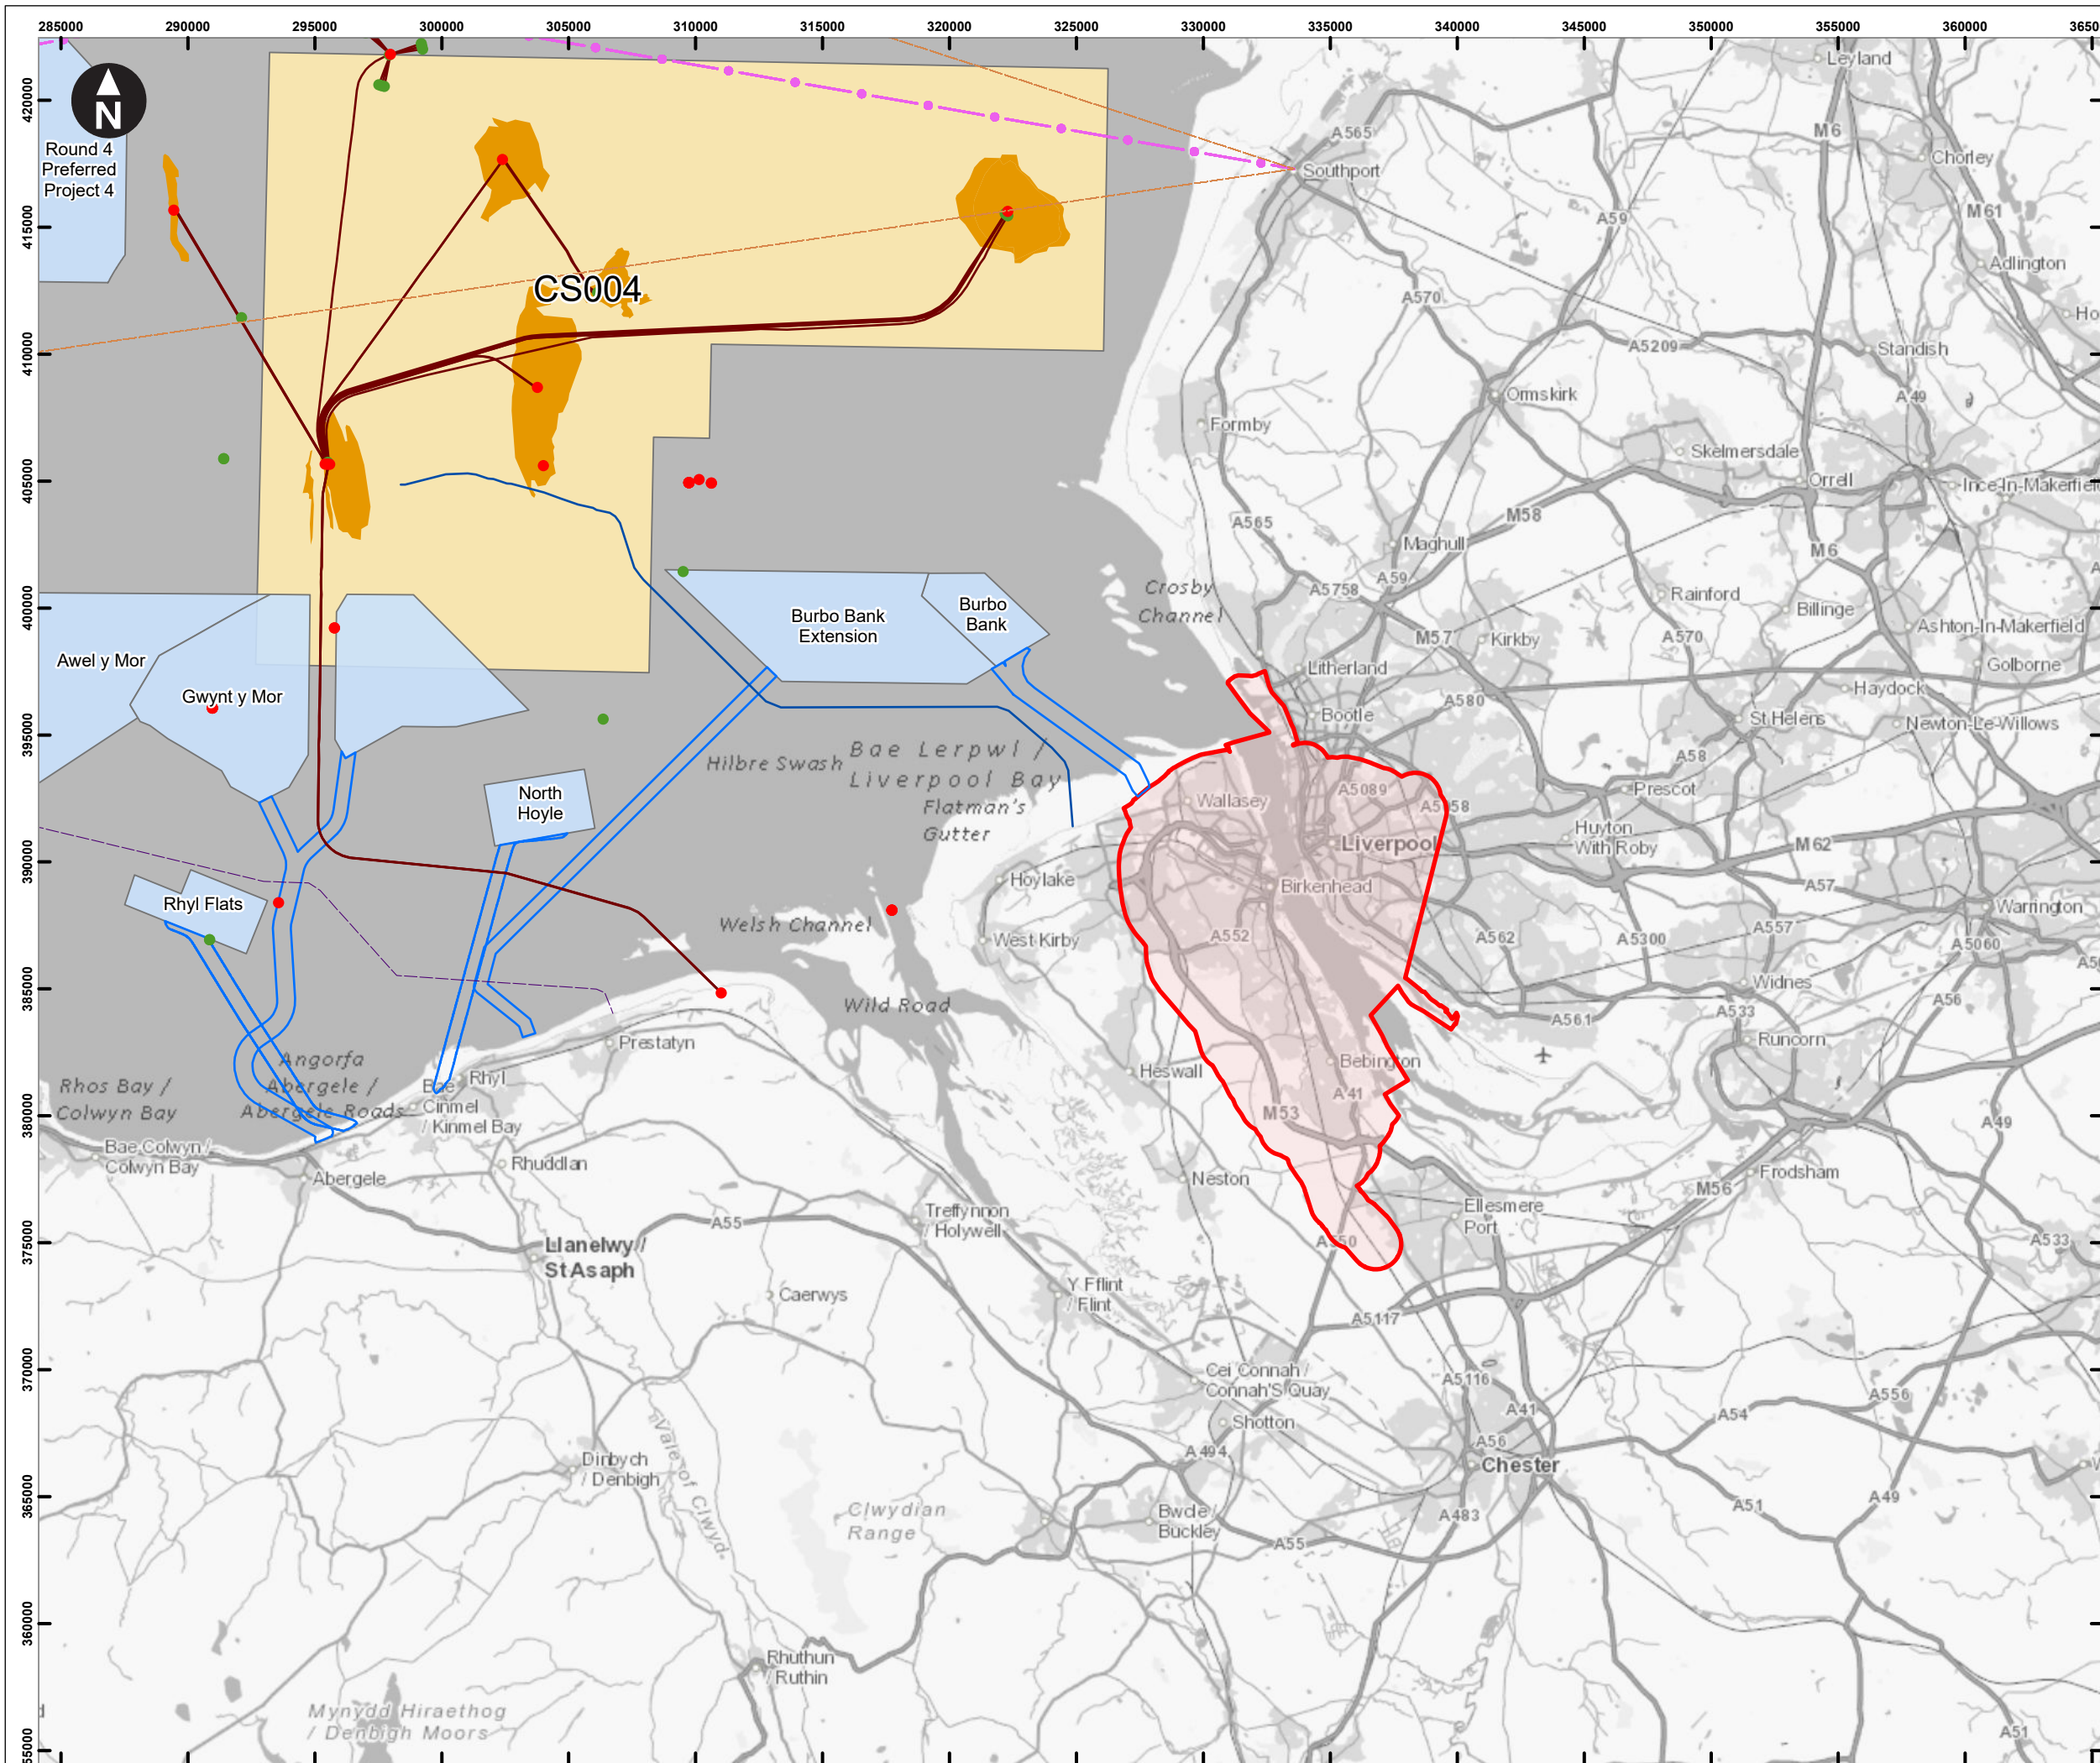 285000 290000 295000 300000 305000 310000 315000 320000 325000 330000 335000 340000 345000 350000 355000 360000 3650
420000
415000
410000
405000
400000
395000
390000
385000
380000
375000
370000
365000
360000
55000
N
Round 4
Preferred
Project 4
CS004
Awel y Mor
Gwynt y Mor
Burbo Bank
Extension
Burbo
Bank
North
Hoyle
Rhyl Flats
Leyland
A565
M6
Chorley
Southport
M61
A59
Adlington
A570
Ho
A5209
Standish
Ormskirk
A49
Formby
Skelmersdale
Orrell
Ince-In-Makerfield
M58
A565
Maghull
M6
Crosby
Channel
A59
A5758
Rainford
Billinge
A570
M57
Kirkby
Ashton-In-Makerfield
Litherland
Golborne
Haydock
A580
Bootle
St Helens
Newton-Le-Willows
Bae Lerpwl /
Liverpool Bay
Hilbre Swash
A58
A5089
Prescot
Wallasey
A5058
Flatman's
Gutter
Huyton
With Roby
Liverpool
M62
Hoylake
Birkenhead
A57
Warrington
Welsh Channel
West Kirby
A552
A562
A5300
A557
A5060
Widnes
Wild Road
A56
A533
A561
Runcorn
Prestatyn
Angorfa
Abergele /
Abergele Roads
Bebington
Heswall
Rhos Bay /
Colwyn Bay
Rhyl
Bae
Cinmel
/ Kinmel Bay
A41
M53
A49
Bae Colwyn /
Colwyn Bay
Abergele
Rhuddlan
Neston
Frodsham
M56
Ellesmere
Port
Treffynnon
/ Holywell
A55
A550
A533
Llanelwy /
St Asaph
Y Fflint
/ Flint
Caerwys
A5117
Cei Connah /
Connah'S Quay
A5116
A556
A41
A54
Shotton
Vale of Clwyd
A494
A56
Chester
Dinbych
/ Denbigh
A51
A49
Clwydian
Range
Bwcle /
Buckley
A483
A55
Rhuthun
/ Ruthin
Mynydd Hiraethog
/ Denbigh Moors
A51